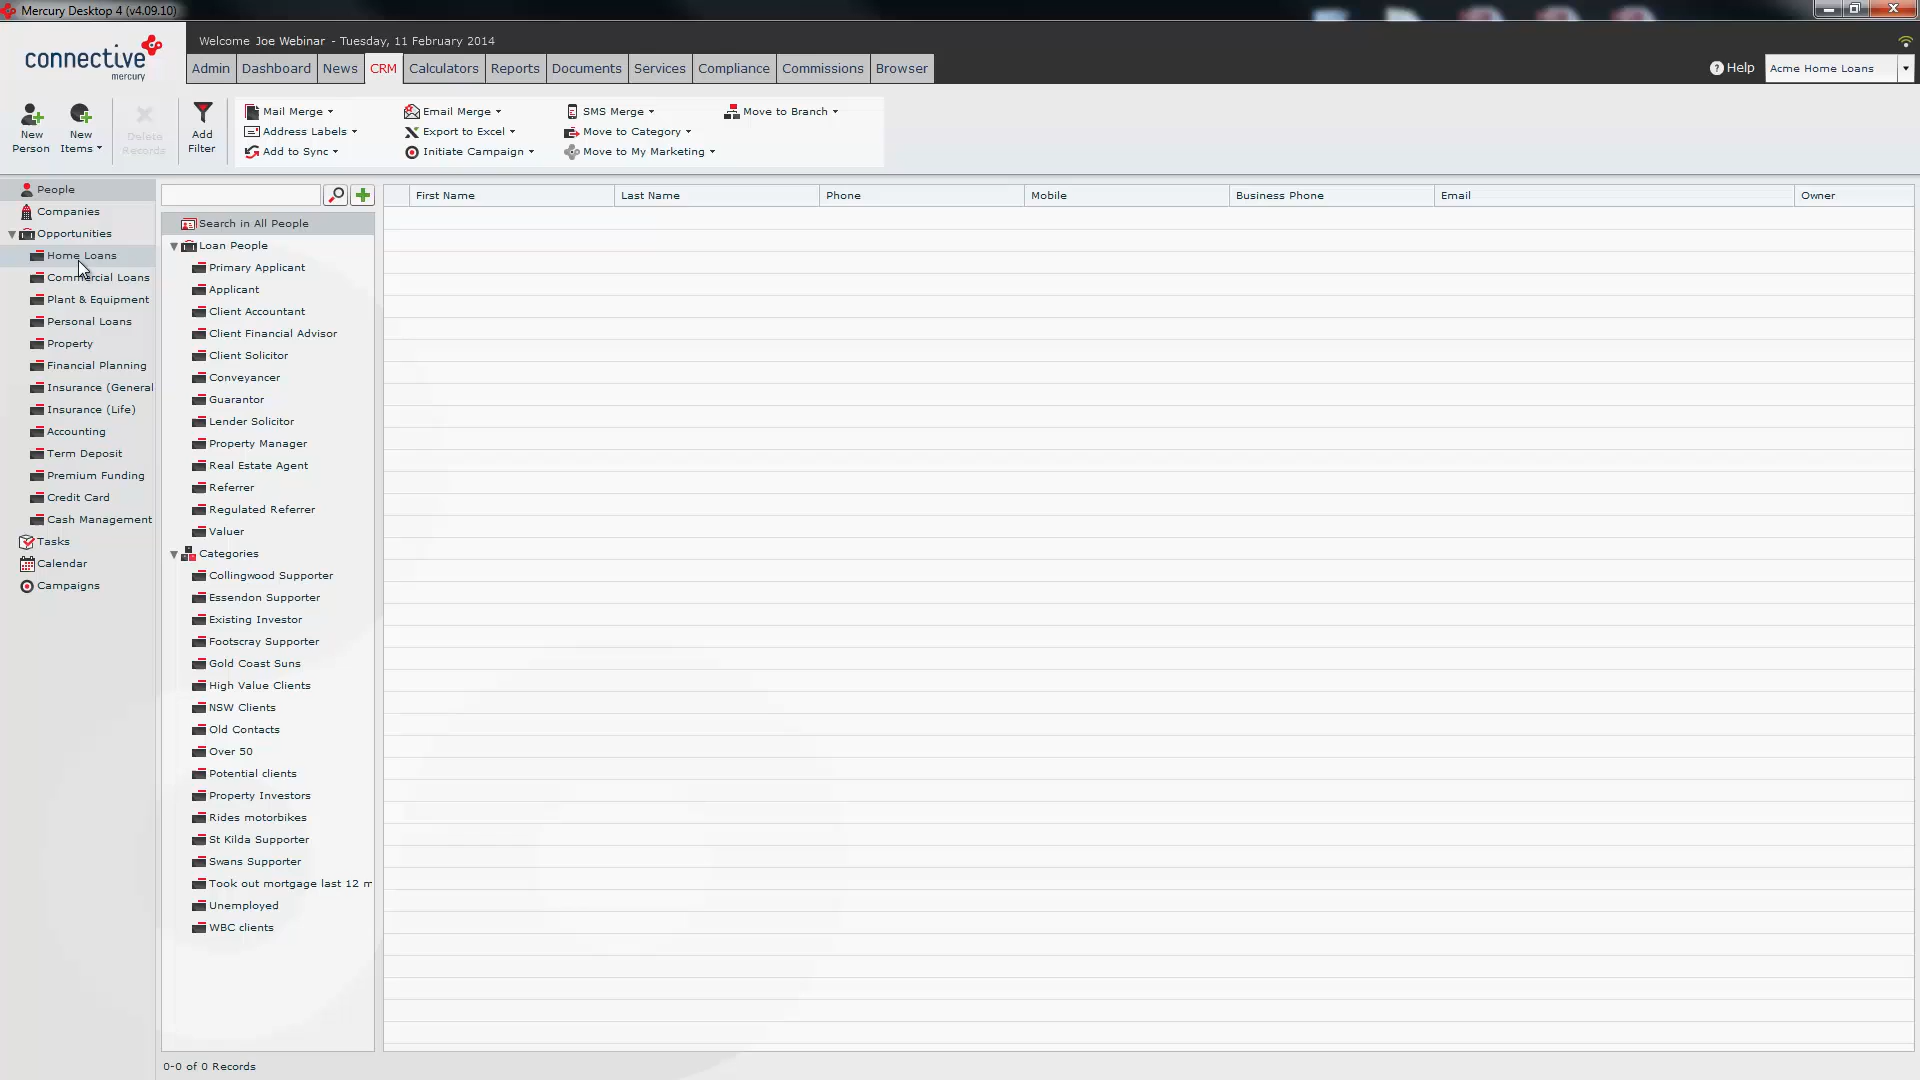 Mercury Desktop 4 (v4.09.10)
connective
mercury
Welcome Joe Webinar - Tuesday, 11 February 2014
Admin Dashboard News CRM Calculators Reports Documents Services Compliance Commissions Browser
Help Acme Home Loans
New Person
New Items
Delete Records
Add Filter
Mail Merge Email Merge SMS Merge Move to Branch
Address Labels Export to Excel Move to Category
Add to Sync Initiate Campaign Move to My Marketing
People
Companies
Opportunities
Home Loans
Commercial Loans
Plant & Equipment
Personal Loans
Property
Financial Planning
Insurance (General
Insurance (Life)
Accounting
Term Deposit
Premium Funding
Credit Card
Cash Management
Tasks
Calendar
Campaigns
Search in All People
Loan People
Primary Applicant
Applicant
Client Accountant
Client Financial Advisor
Client Solicitor
Conveyancer
Guarantor
Lender Solicitor
Property Manager
Real Estate Agent
Referrer
Regulated Referrer
Valuer
Categories
Collingwood Supporter
Essendon Supporter
Existing Investor
Footscray Supporter
Gold Coast Suns
High Value Clients
NSW Clients
Old Contacts
Over 50
Potential clients
Property Investors
Rides motorbikes
St Kilda Supporter
Swans Supporter
Took out mortgage last 12 m
Unemployed
WBC clients
First Name Last Name Phone Mobile Business Phone Email Owner
0-0 of 0 Records